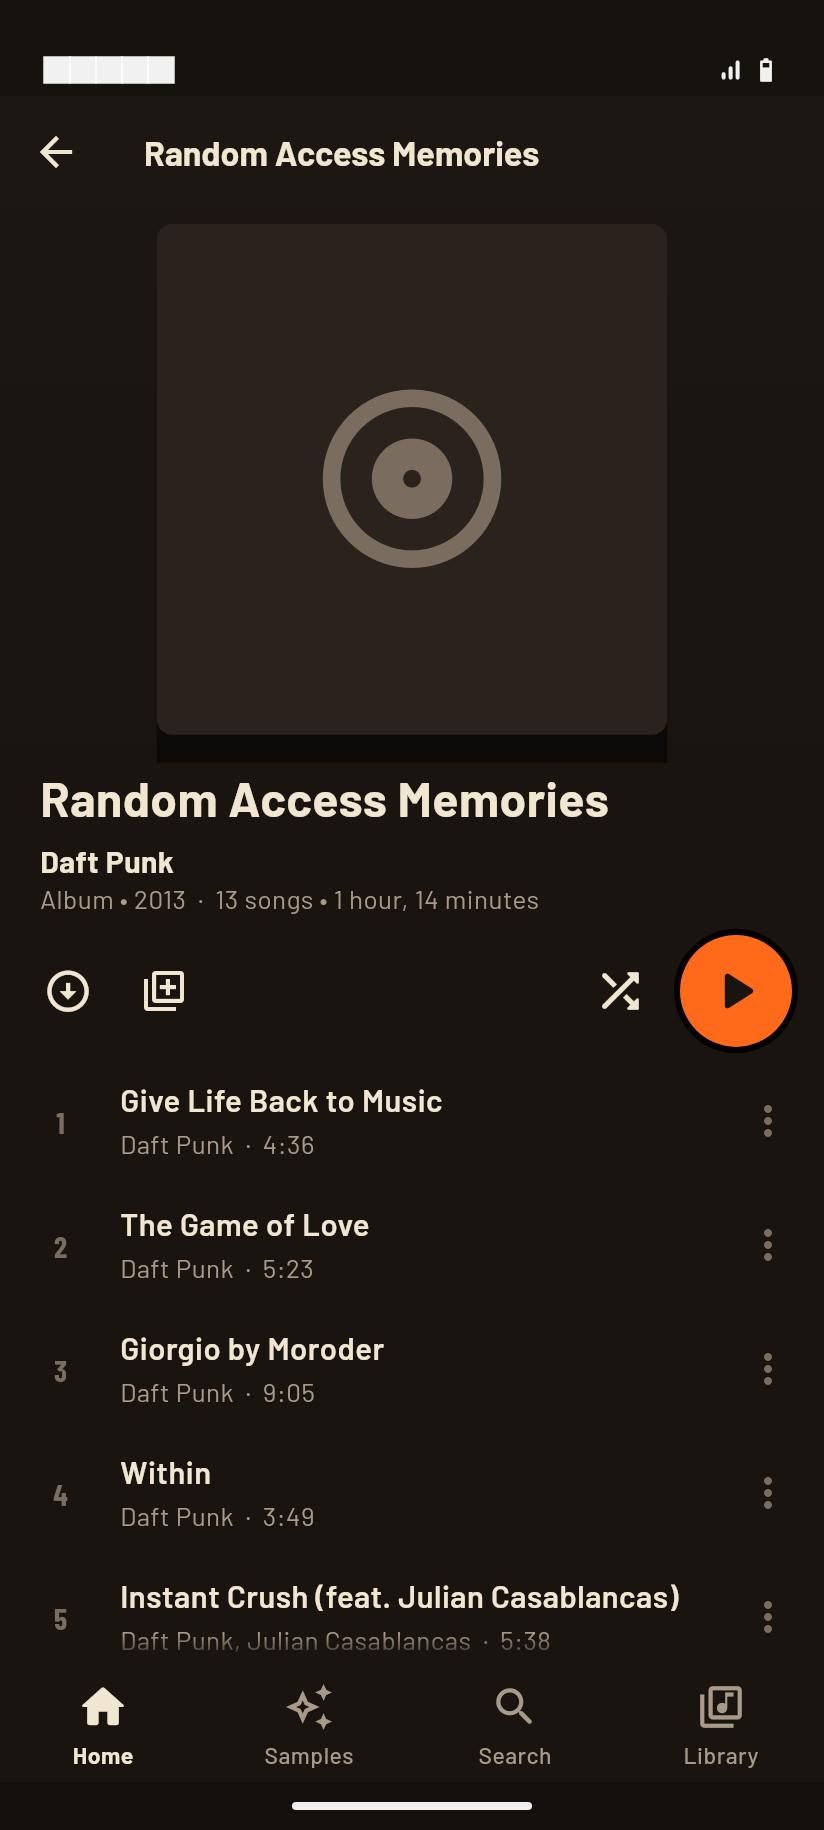 Random Access Memories
Random Access Memories
Daft Punk
Album • 2013 · 13 songs • 1 hour, 14 minutes
1
Give Life Back to Music
Daft Punk · 4:36
2
The Game of Love
Daft Punk · 5:23
3
Giorgio by Moroder
Daft Punk · 9:05
4
Within
Daft Punk · 3:49
5
Instant Crush (feat. Julian Casablancas)
Daft Punk, Julian Casablancas · 5:38
Home
Samples
Search
Library